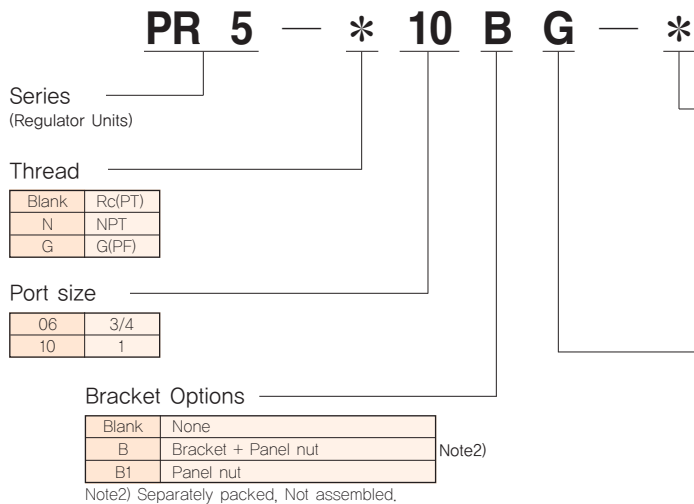 PR 5 — * 10 B G — *
Series
(Regulator Units)
Thread
Blank Rc(PT)
N NPT
G G(PF)
Port size
06 3/4
10 1
Bracket Options
Blank None
B Bracket + Panel nut Note2)
B1 Panel nut
Note2) Separately packed, Not assembled.